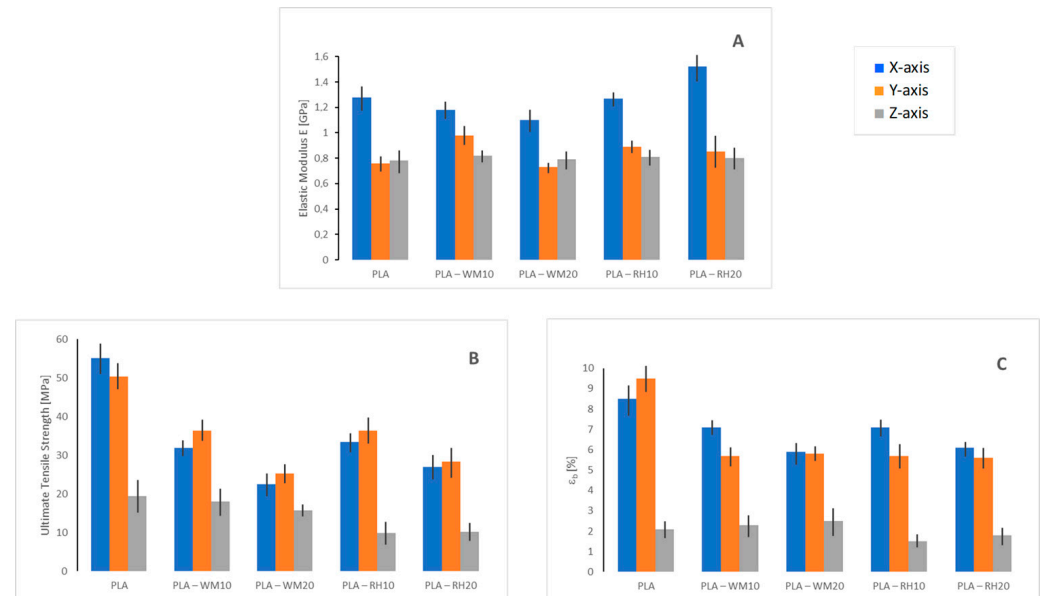 A
Elastic Modulus E [GPa]
1.6
1.4
1,2
1
0,8
0,6
0,4
0,2
0
PLA PLA – WM10 PLA – WM20 PLA – RH10 PLA – RH20
X-axis
Y-axis
Z-axis
B
Ultimate Tensile Strength [MPa]
60
50
40
30
20
10
0
PLA PLA – WM10 PLA – WM20 PLA – RH10 PLA – RH20
C
εb [%]
10
9
8
7
6
5
4
3
2
1
0
PLA PLA – WM10 PLA – WM20 PLA – RH10 PLA – RH20